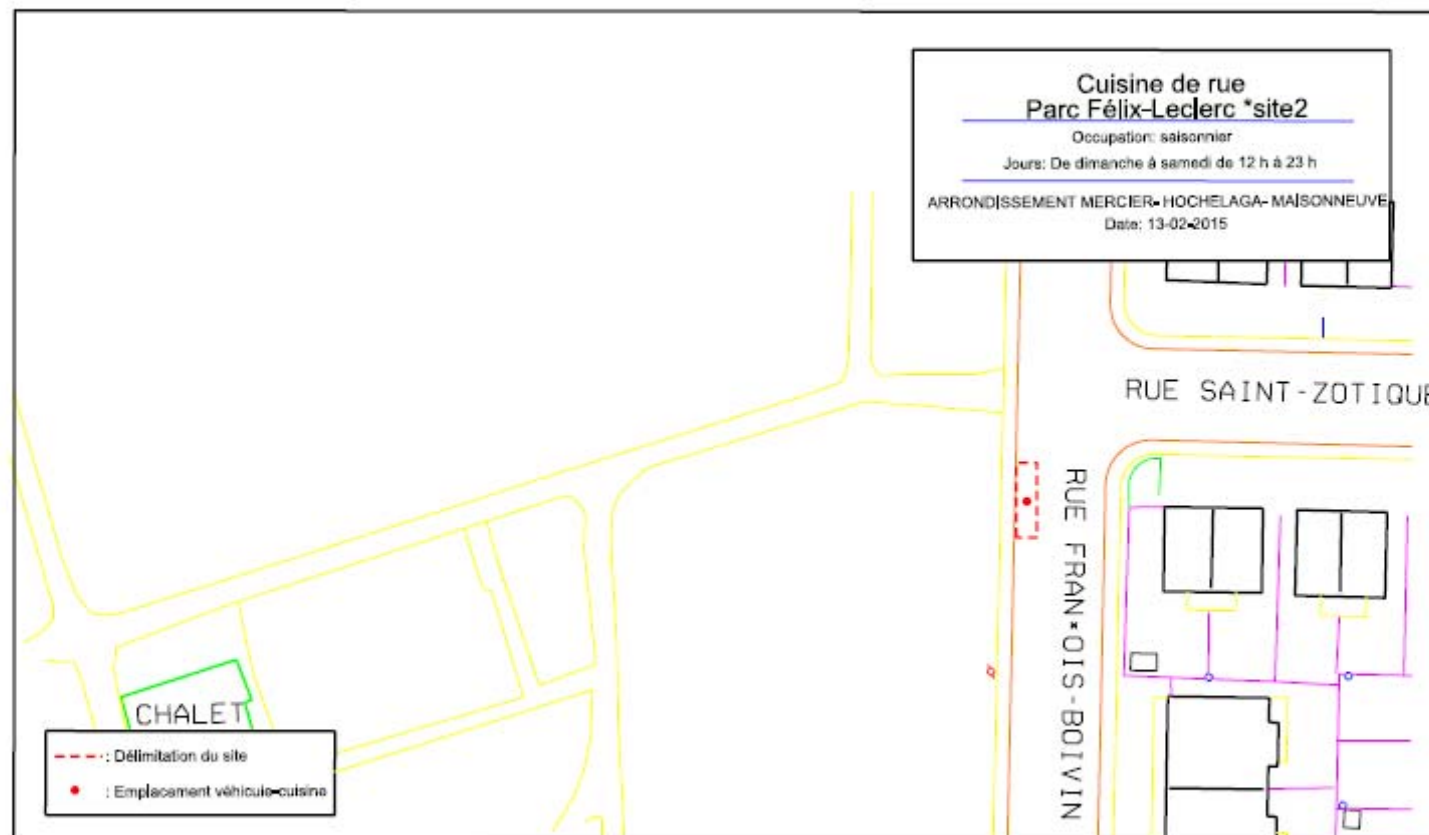 Cuisine de rue
Parc Félix-Leclerc *site2
Occupation: saisonnier
Jours: De dimanche à samedi de 12 h à 23 h
ARRONDISSEMENT MERCIER-HOCHELAGA-MAISONNEUVE
Date: 13-02-2015
RUE SAINT-ZOTIQUE
RUE FRAN*OIS-BOIVIN
CHALET
: Délimitation du site
: Emplacement véhicule-cuisine